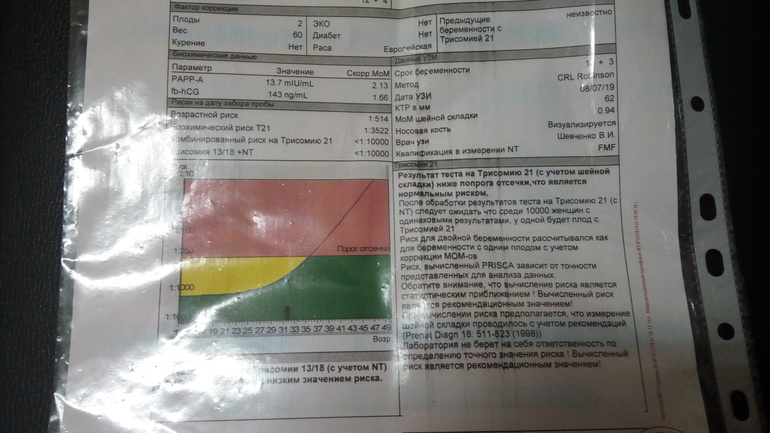 Фактор коррекции
Плоды 2 ЭКО Нет Предыдущие неизвестно
Вес 60 Диабет Нет беременности с
Курение Нет Раса Европейская Трисомией 21
Биохимические данные
Параметр Значение Скорр.МоМ
PAPP-A 13.7 mIU/mL 2.13
fb-hCG 143 ng/mL 1.66
Риски на дату забора пробы
Возрастной риск 1:514
Биохимический риск Т21 1:3522
Комбинированный риск на Трисомию 21 <1:10000
Трисомия 13/18 +NT <1:10000
Данные УЗИ
Срок беременности + 3
Метод CRL Robinson
Дата УЗИ 08/07/19
КТР в мм 62
МоМ шейной складки 0.94
Носовая кость Визуализируется
Врач узи Шевченко В.И.
Квалификация в измерении NT FMF
1:10
Порог отсечки
1:1000
19 21 23 25 27 29 31 33 35 37 39 41 43 45 47 49
Возр
Трисомии 13/18 (с учетом NT)
низким значением риска.
Трисомия 21
Результат теста на Трисомию 21 (с учетом шейной
складки) ниже порога отсечки,что является
нормальным риском.
После обработки результатов теста на Трисомию 21 (с
NT) следует ожидать что среди 10000 женщин с
одинаковыми результатами, у одной будет плод с
Трисомией 21
Риск для двойной беременности рассчитывался как
для беременности с одним плодом с учетом
коррекции МОМ-ов
Риск, вычисленный PRISCA зависит от точности
представленных для анализа данных.
Обратите внимание, что вычисление риска является
статистическим приближением ! Вычисленный риск
является рекомендационным значением!
При вычислении риска предполагается, что измерение
шейной складки проводилось с учетом рекомендаций
(Prenat Diagn 18: 511-523 (1998))
Лаборатория не берет на себя ответственность по
определению точного значения риска ! Вычисленный
риск является рекомендационным значением!